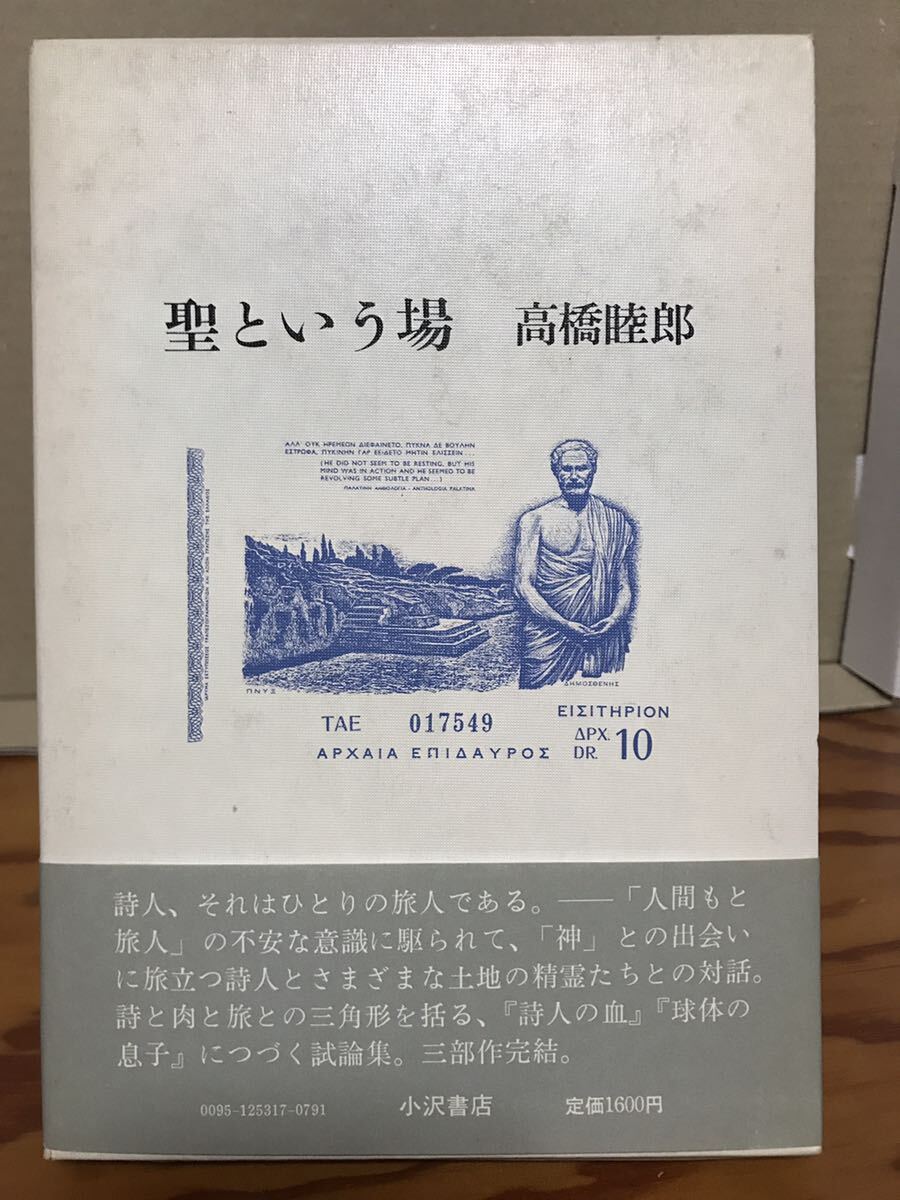 聖という場 高橋睦郎
ΑΛΛ' ΟΥΚ ΗΡΕΜΕΩΝ ΔΙΕΦΑΙΝΕΤΟ, ΠΥΚΝΑ ΔΕ ΒΟΥΛΗΝ
ΕΣΤΡΩΦΑ, ΠΥΚΙΝΗΝ ΓΑΡ ΕΕΙΔΕΤΟ ΜΗΤΙΝ ΕΛΙΣΣΕΙΝ...
(HE DID NOT SEEM TO BE RESTING, BUT HIS
MIND WAS IN ACTION AND HE SEEMED TO BE
REVOLVING SOME SUBTLE PLAN...)
ΠΑΛΑΤΙΝΗ ΑΝΘΟΛΟΓΙΑ - ANTHOLOGIA PALATINA
ΠΝΥΞ
ΔΗΜΟΣΘΕΝΗΣ
ΤΑΕ 017549 ΕΙΣΙΤΗΡΙΟΝ
ΑΡΧΑΙΑ ΕΠΙΔΑΥΡΟΣ ΔΡΧ. DR. 10
詩人、それはひとりの旅人である。――「人間もと
旅人」の不安な意識に駆られて、「神」との出会い
に旅立つ詩人とさまざまな土地の精霊たちとの対話。
詩と肉と旅との三角形を括る、『詩人の血』『球体の
息子』につづく試論集。三部作完結。
0095-125317-0791 小沢書店 定価1600円